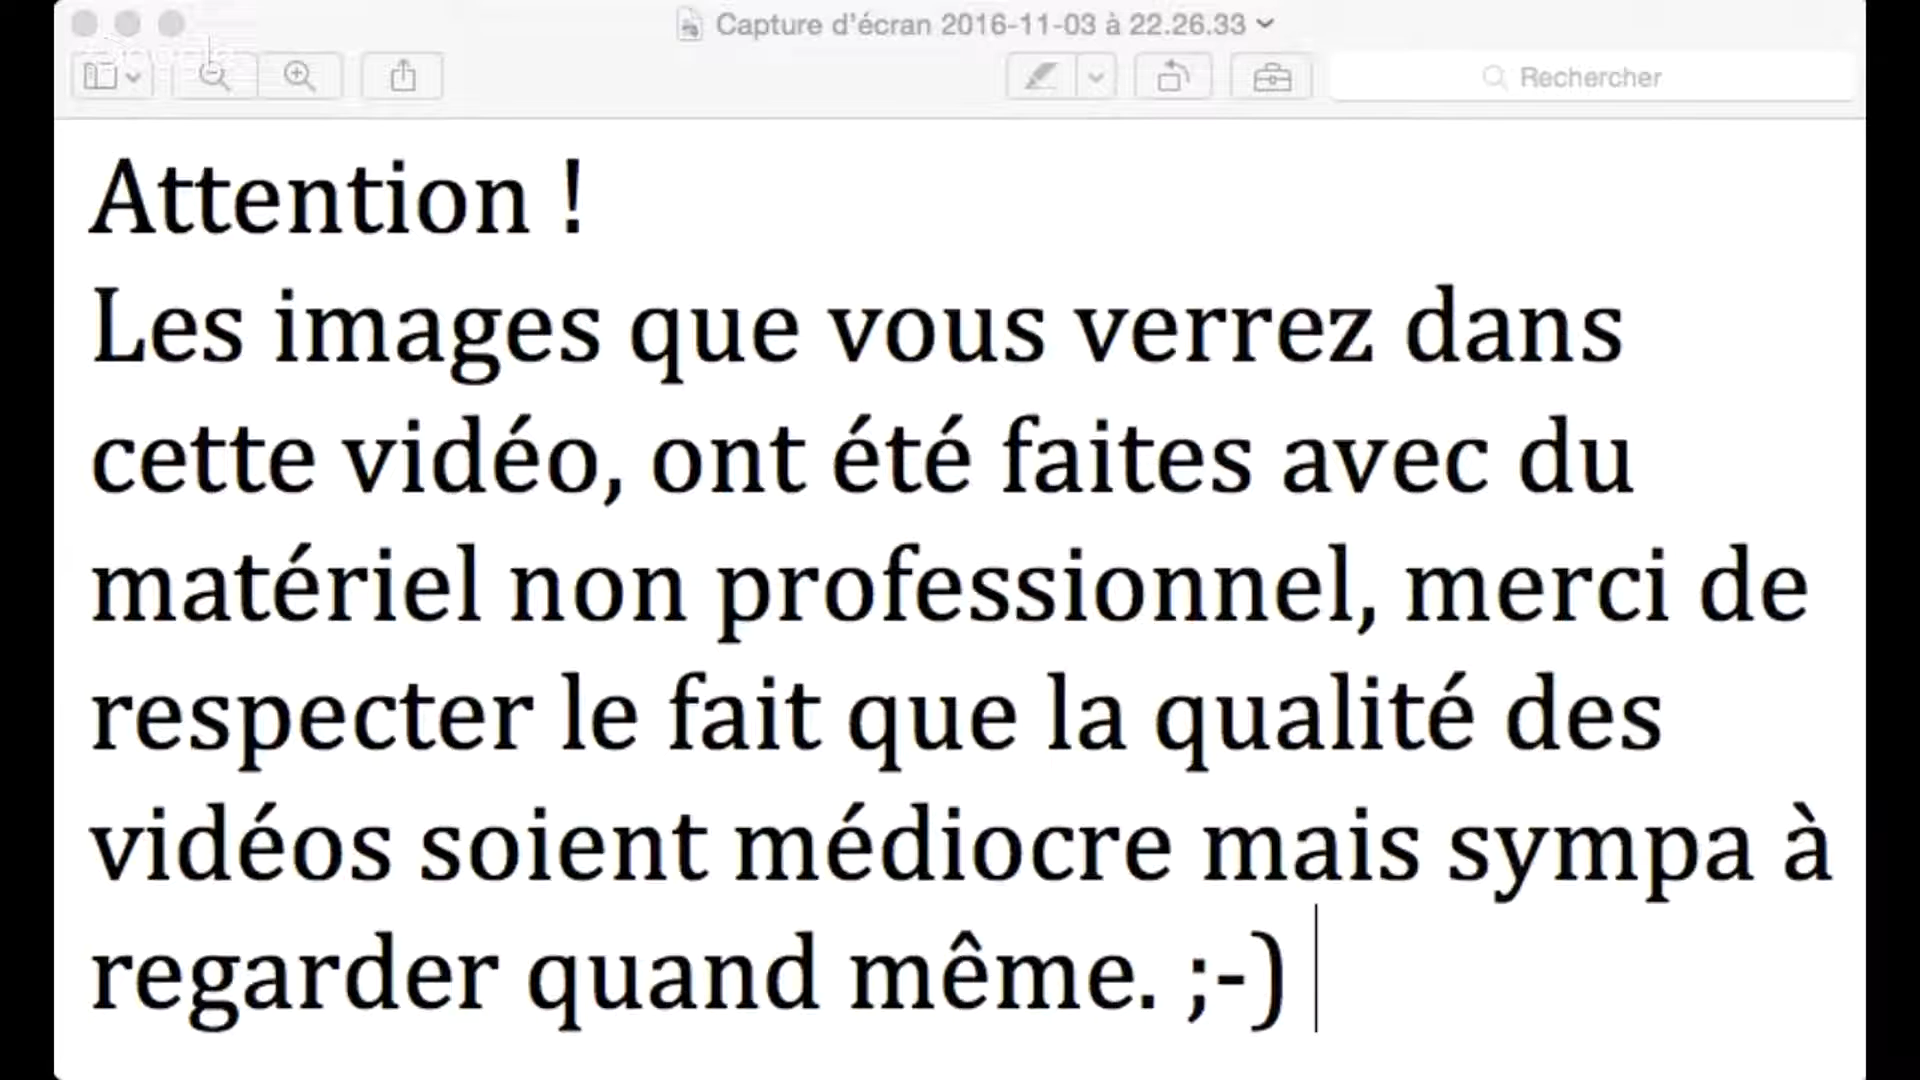 Capture d'écran 2016-11-03 à 22.26.33
Rechercher
Attention !
Les images que vous verrez dans
cette vidéo, ont été faites avec du
matériel non professionnel, merci de
respecter le fait que la qualité des
vidéos soient médiocre mais sympa à
regarder quand même. ;-)